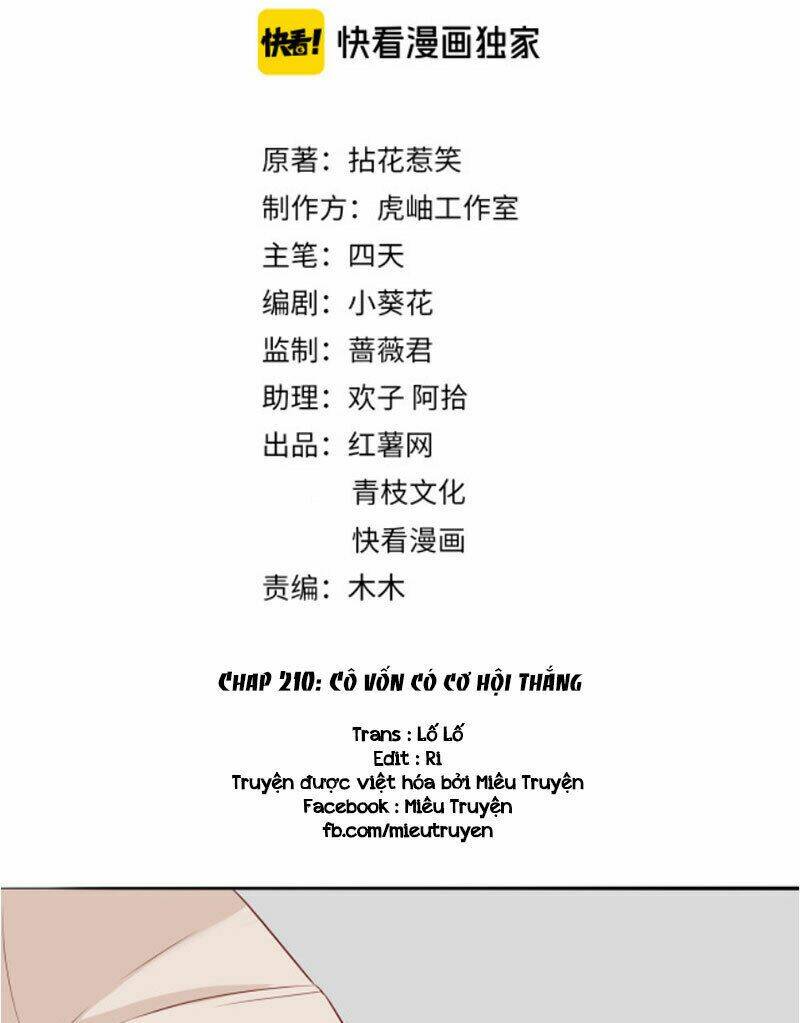 快看! 快看漫画独家
原著：拈花惹笑
制作方：虎岫工作室
主笔：四天
编剧：小葵花
监制：蔷薇君
助理：欢子 阿拾
出品：红薯网
青枝文化
快看漫画
责编：木木
Chap 210: Cô vốn có cơ hội thắng
Trans : Lố Lố
Edit : Ri
Truyện được việt hóa bởi Miêu Truyện
Facebook : Miêu Truyện
fb.com/mieutruyen